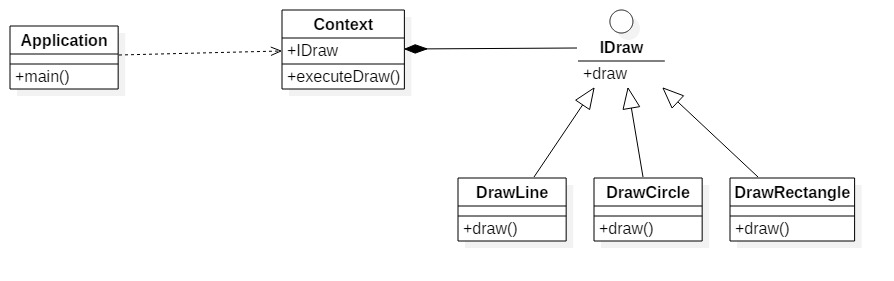 Application
+main()
Context
+IDraw
+executeDraw()
IDraw
+draw
DrawLine
+draw()
DrawCircle
+draw()
DrawRectangle
+draw()